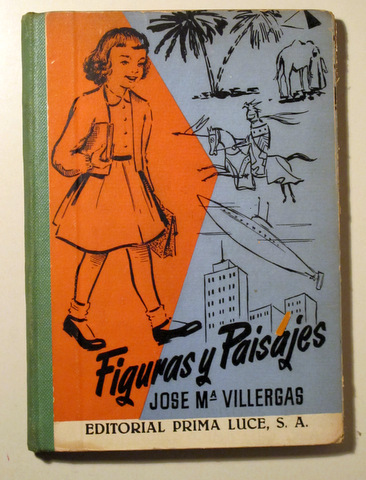 Figuras y Paisajes
JOSE Mª VILLERGAS
EDITORIAL PRIMA LUCE, S. A.